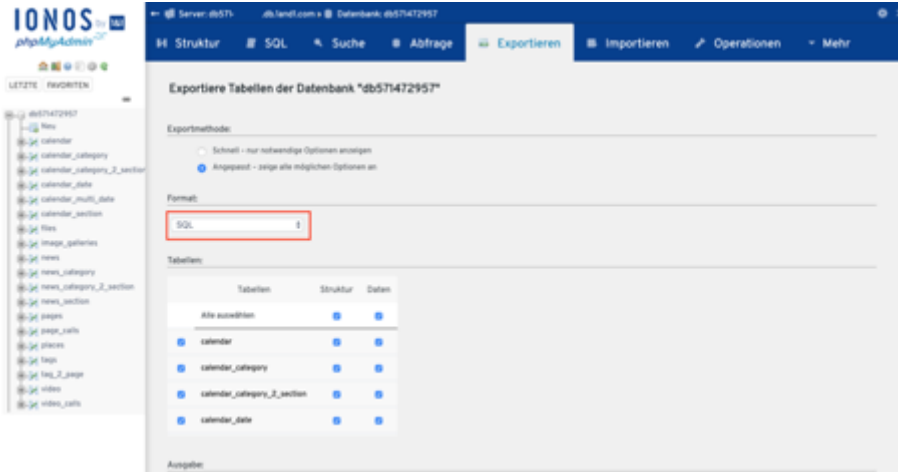 IONOS by 1&1
phpMyAdmin
LETZTE FAVORITEN
db571472957
Neu
calendar
calendar_category
calendar_category_2_section
calendar_date
calendar_multi_date
calendar_section
files
image_galleries
news
news_category
news_category_2_section
news_section
pages
page_calls
places
tags
tag_2_page
video
video_calls
Server: db571 .db.1and1.com » Datenbank: db571472957
Struktur SQL Suche Abfrage Exportieren Importieren Operationen Mehr
Exportiere Tabellen der Datenbank "db571472957"
Exportmethode:
Schnell - nur notwendige Optionen anzeigen
Angepasst - zeige alle möglichen Optionen an
Format:
SQL
Tabellen:
Tabellen Struktur Daten
Alle auswählen
calendar
calendar_category
calendar_category_2_section
calendar_date
Ausgabe: